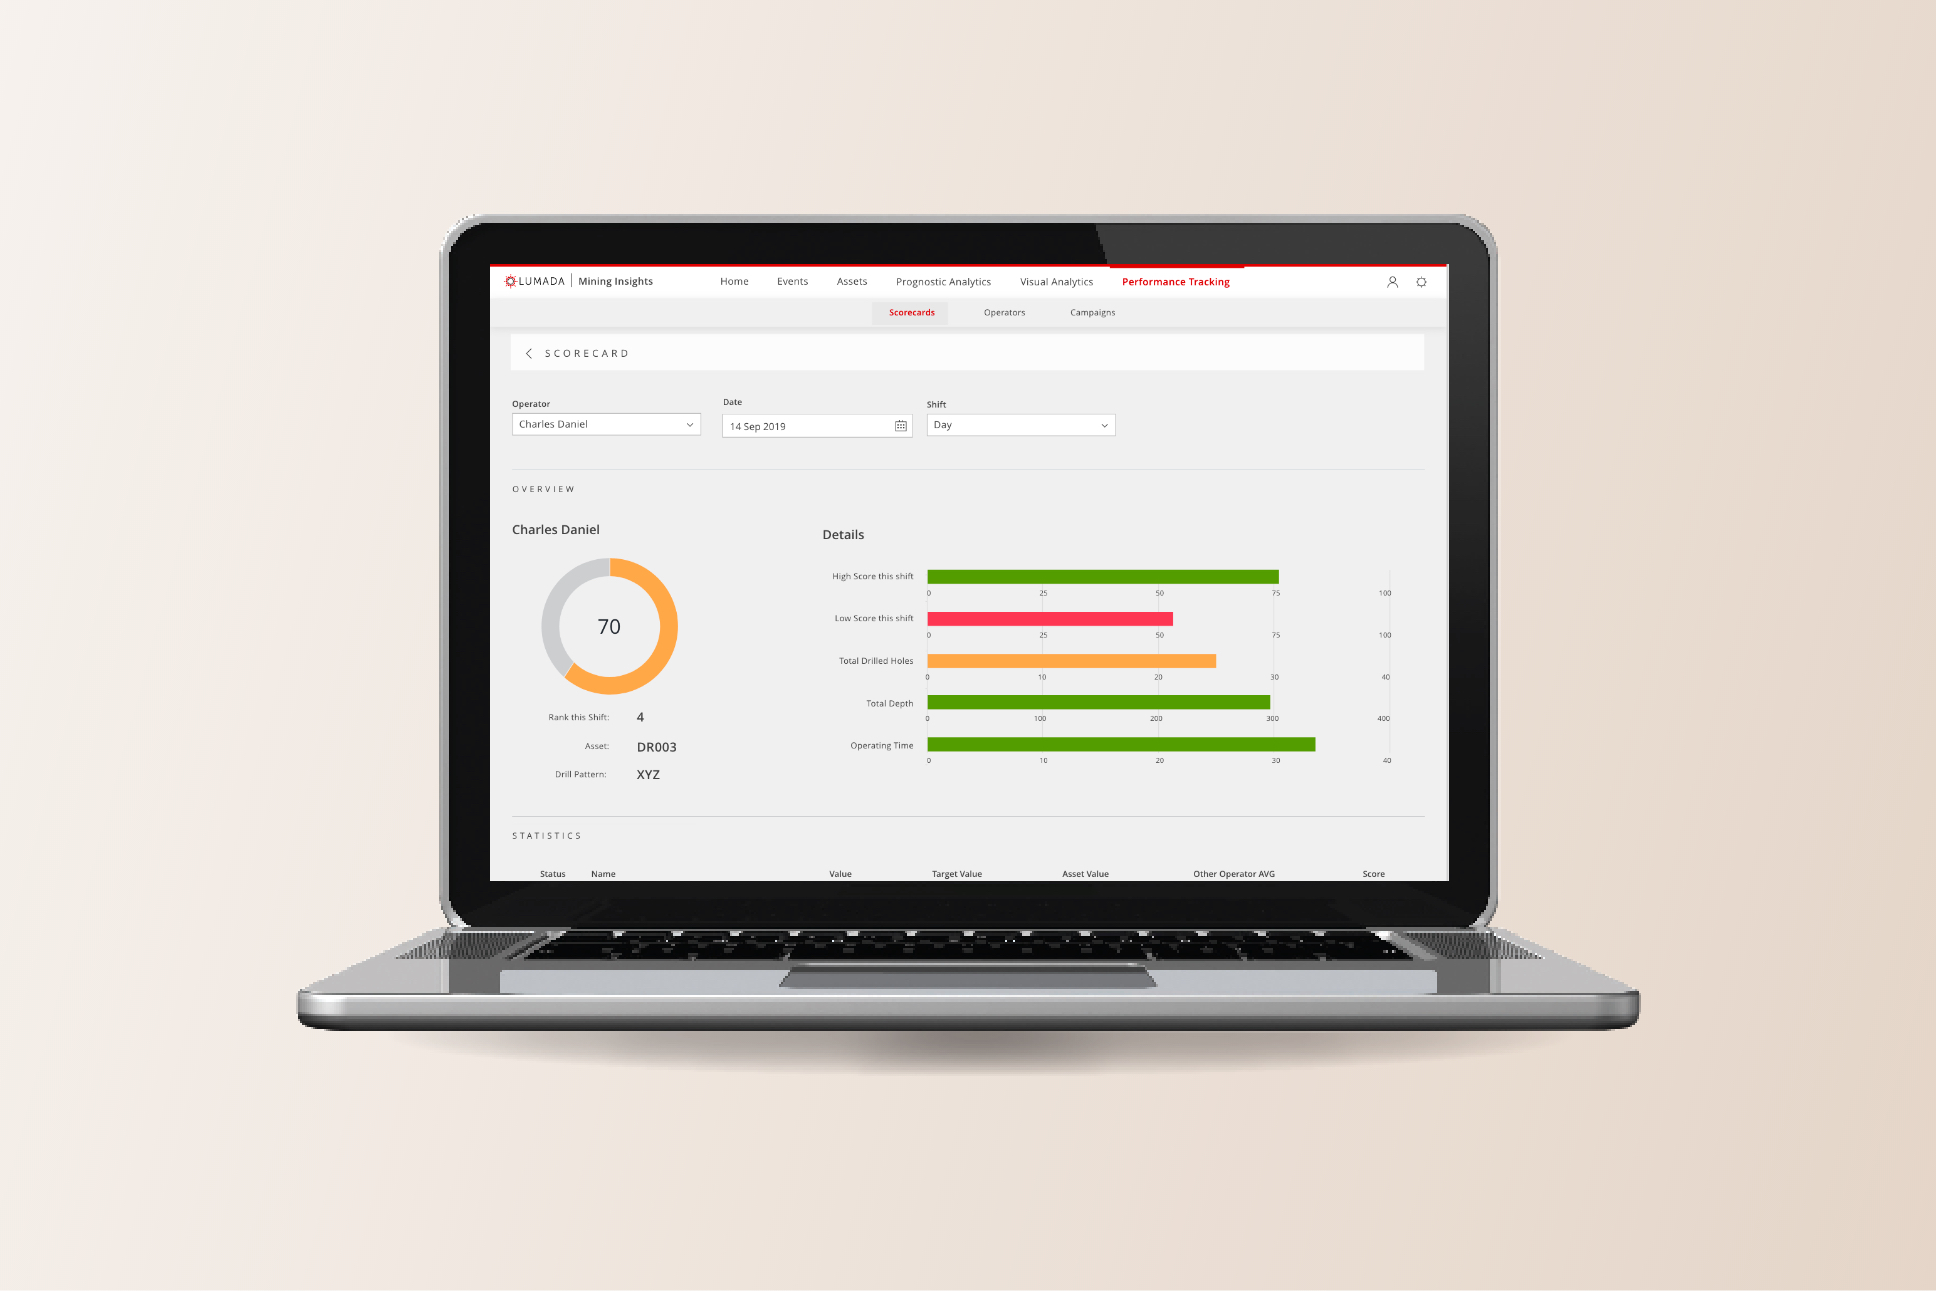 LUMADA Mining Insights Home Events Assets Prognostic Analytics Visual Analytics Performance Tracking
Scorecards Operators Campaigns
SCORECARD
Operator Date Shift
Charles Daniel 14 Sep 2019 Day
OVERVIEW
Charles Daniel
70
Rank this Shift: 4
Asset: DR003
Drill Pattern: XYZ
Details
High Score this shift
0 25 50 75 100
Low Score this shift
0 25 50 75 100
Total Drilled Holes
0 10 20 30 40
Total Depth
0 100 200 300 400
Operating Time
0 10 20 30 40
STATISTICS
Status Name Value Target Value Asset Value Other Operator AVG Score